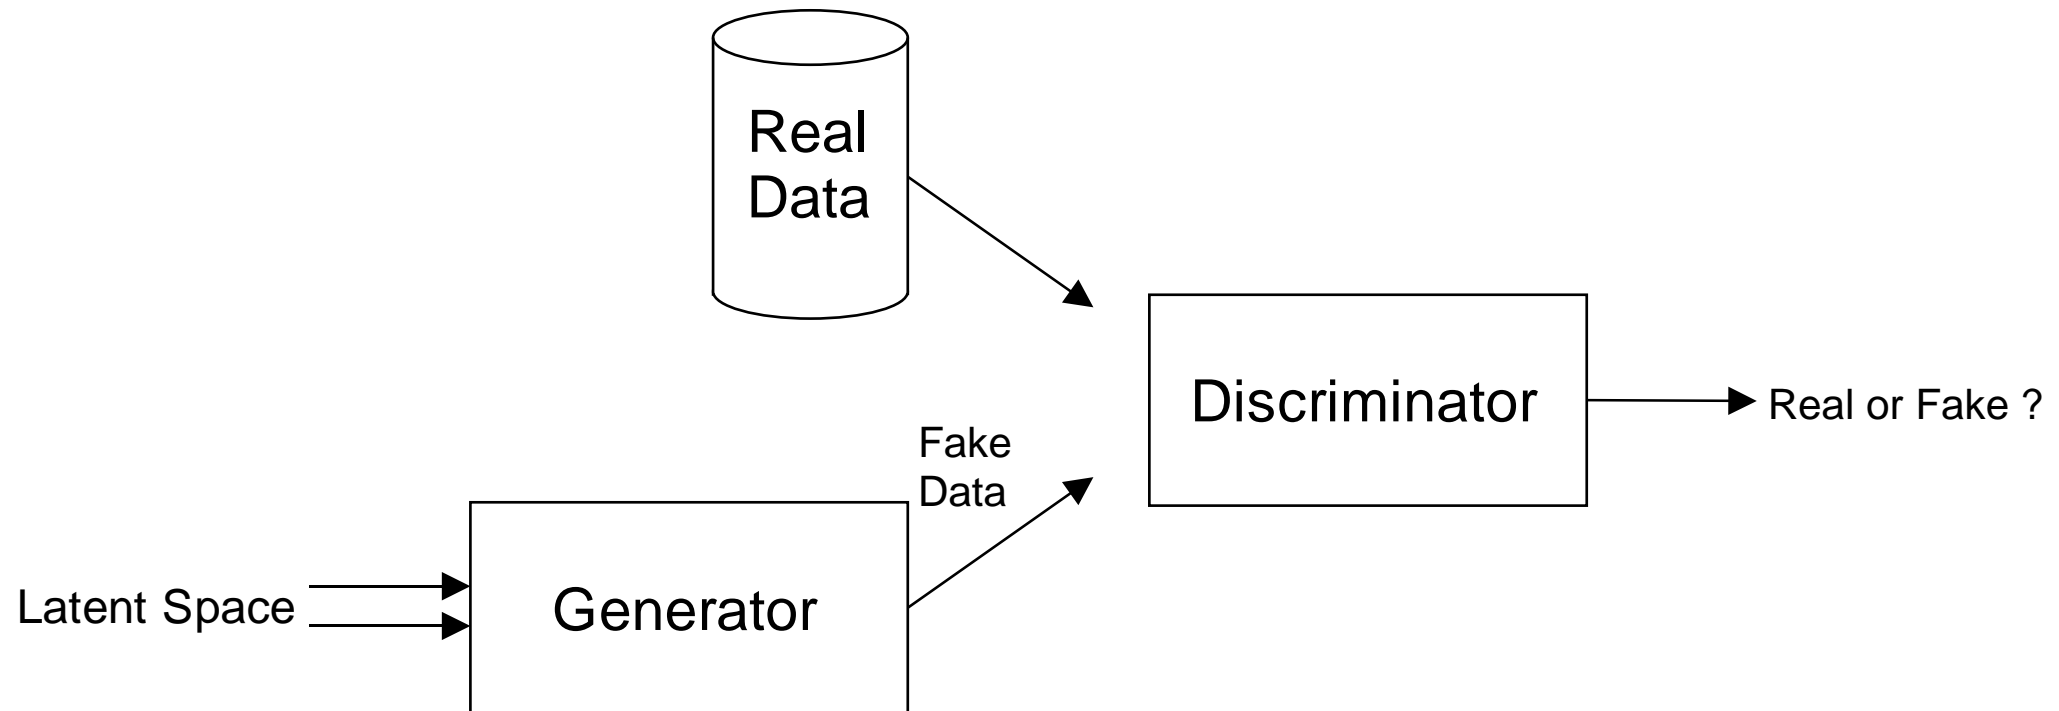 Real
Data
Discriminator
Real or Fake ?
Fake
Data
Latent Space
Generator